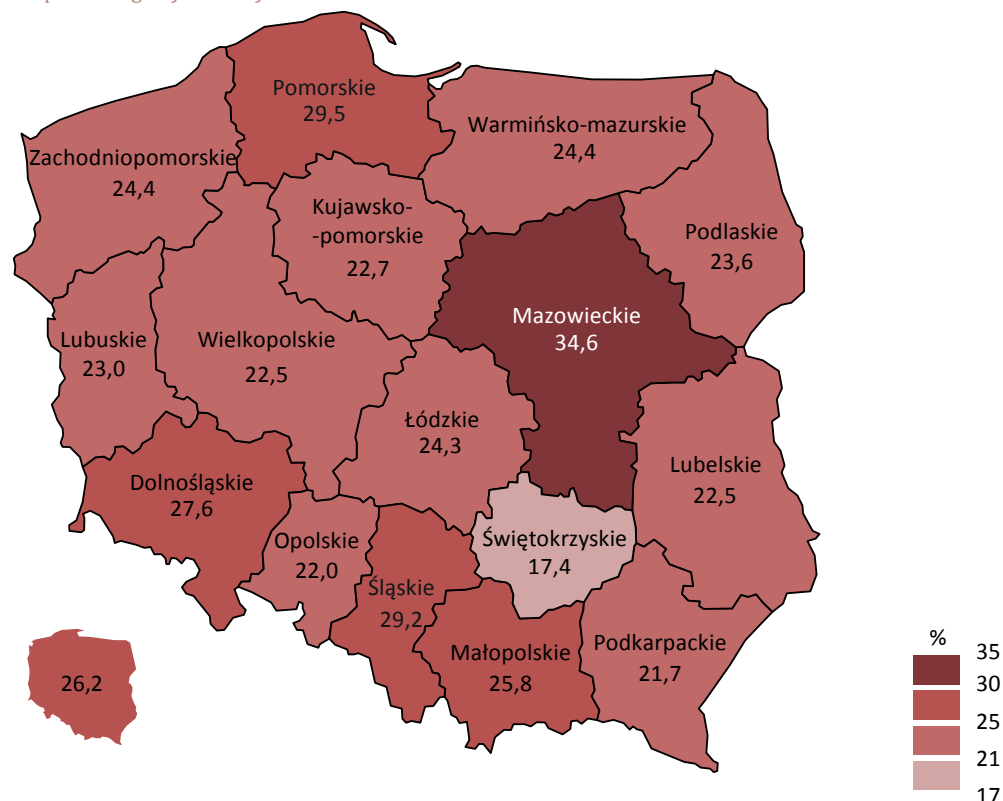 Pomorskie
29,5
Warmińsko-mazurskie
24,4
Zachodniopomorskie
24,4
Kujawsko-
-pomorskie
22,7
Podlaskie
23,6
Mazowieckie
34,6
Lubuskie
23,0
Wielkopolskie
22,5
Łódzkie
24,3
Lubelskie
22,5
Dolnośląskie
27,6
Opolskie
22,0
Świętokrzyskie
17,4
Śląskie
29,2
Małopolskie
25,8
Podkarpackie
21,7
26,2
%
35
30
25
21
17